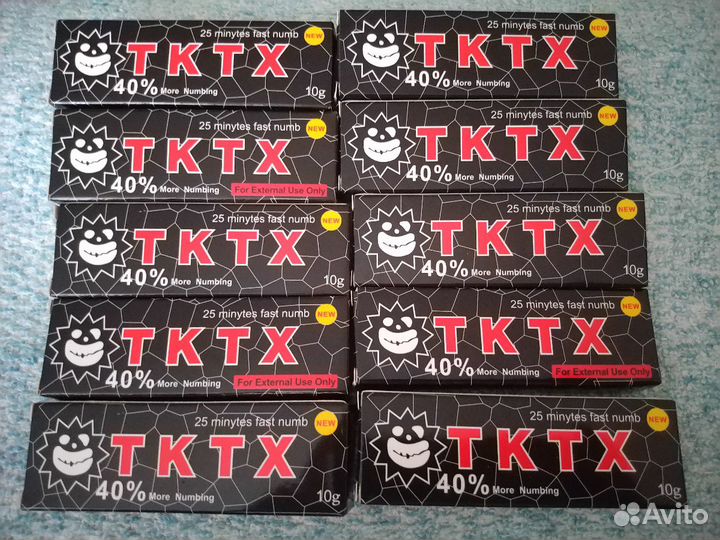 25 minytes fast numb NEW
TKTX
40% More Numbing 10g
25 minytes fast numb NEW
TKTX
40% More Numbing 10g
25 minytes fast numb NEW
TKTX
40% More Numbing For External Use Only
25 minytes fast numb NEW
TKTX
40% More Numbing 10g
25 minytes fast numb NEW
TKTX
40% More Numbing 10g
25 minytes fast numb NEW
TKTX
40% More Numbing 10g
25 minytes fast numb NEW
TKTX
40% More Numbing For External Use Only
25 minytes fast numb NEW
TKTX
40% More Numbing For External Use Only
25 minytes fast numb NEW
TKTX
40% More Numbing 10g
25 minytes fast numb NEW
TKTX
40% More Numbing 10g
Avito